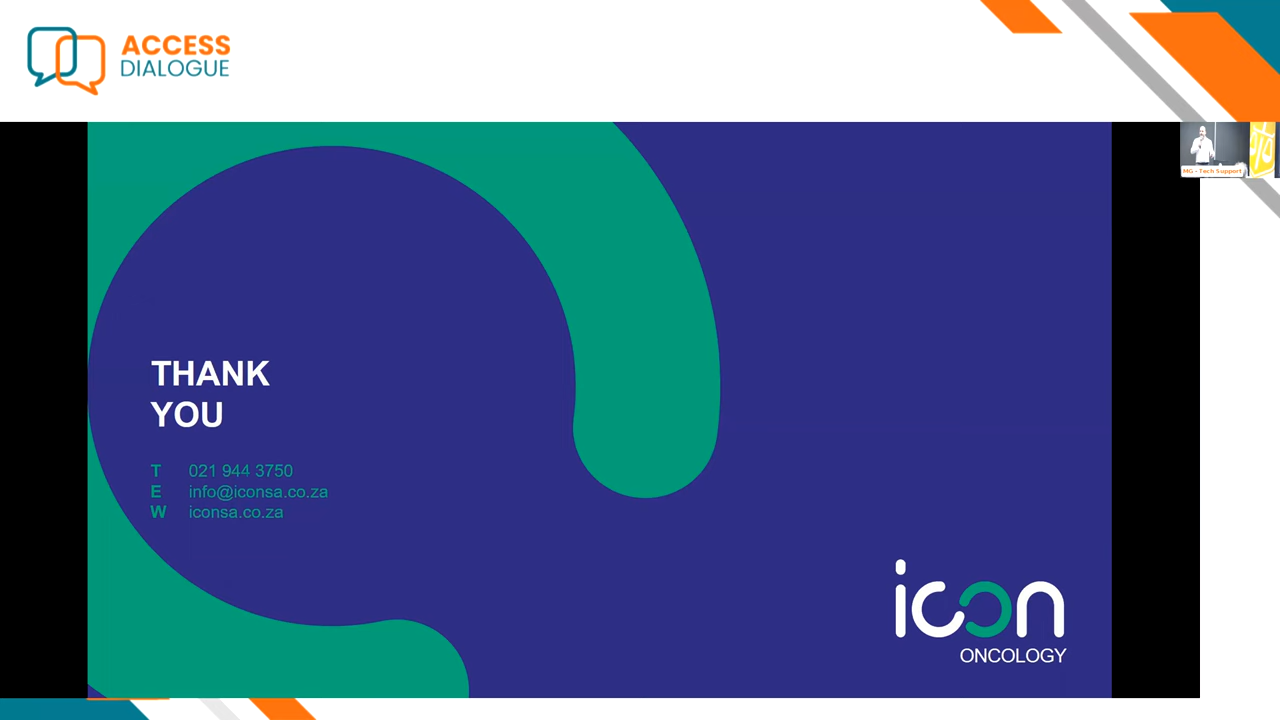 ACCESS
DIALOGUE
MG - Tech Support
THANK
YOU
T 021 944 3750
E info@iconsa.co.za
W iconsa.co.za
icon
ONCOLOGY